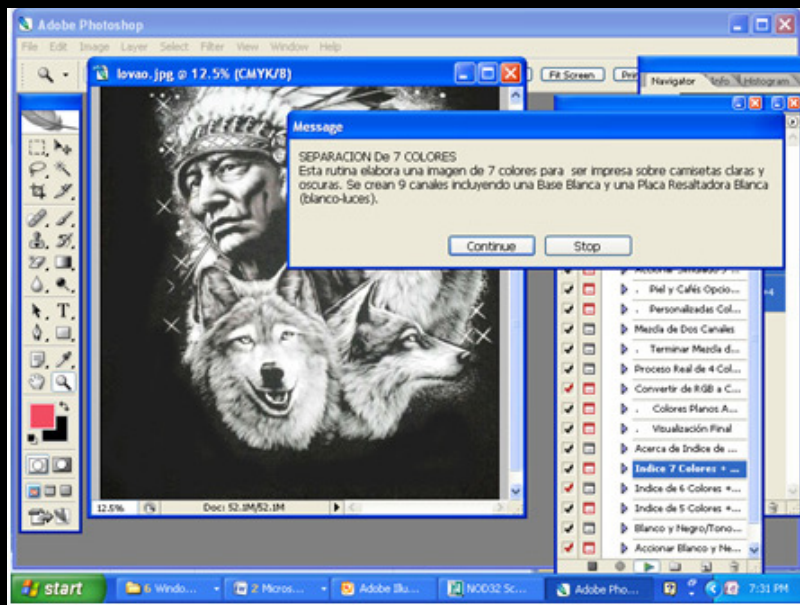 Adobe Photoshop
File Edit Image Layer Select Filter View Window Help
Fit Screen
Navigator Info Histogram
lovao.jpg @ 12.5% (CMYK/8)
Message
SEPARACION De 7 COLORES
Esta rutina elabora una imagen de 7 colores para ser impresa sobre camisetas claras y
oscuras. Se crean 9 canales incluyendo una Base Blanca y una Placa Resaltadora Blanca
(blanco-luces).
Continue Stop
. Piel y Cafés Opcio...
. Personalizadas Col...
Mezcla de Dos Canales
. Terminar Mezcla d...
Proceso Real de 4 Col...
Convertir de RGB a C...
. Colores Planos A...
. Visualización Final
Acerca de Indice de ...
Indice 7 Colores + ...
Indice de 6 Colores +...
Indice de 5 Colores +...
Blanco y Negro/Tono...
Accionar Blanco y Ne...
12.5% Doc: 52.1M/52.1M
start 6 Windo... 2 Micros... Adobe Illu... NOD32 Sc... Adobe Pho... 7:31 PM